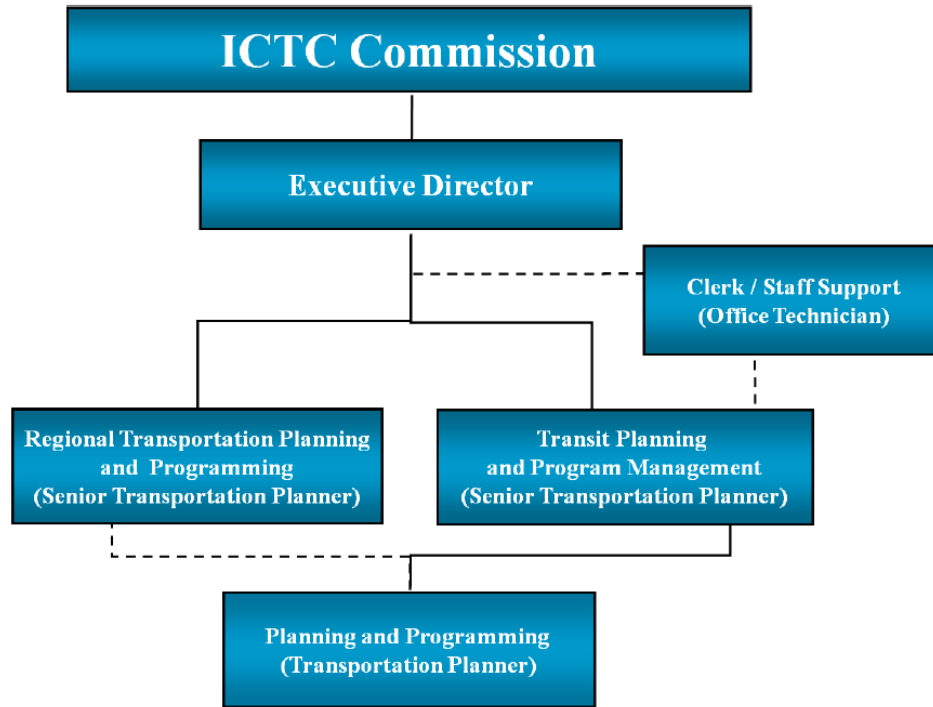 ICTC Commission
Executive Director
Clerk / Staff Support
(Office Technician)
Regional Transportation Planning
and Programming
(Senior Transportation Planner)
Transit Planning
and Program Management
(Senior Transportation Planner)
Planning and Programming
(Transportation Planner)